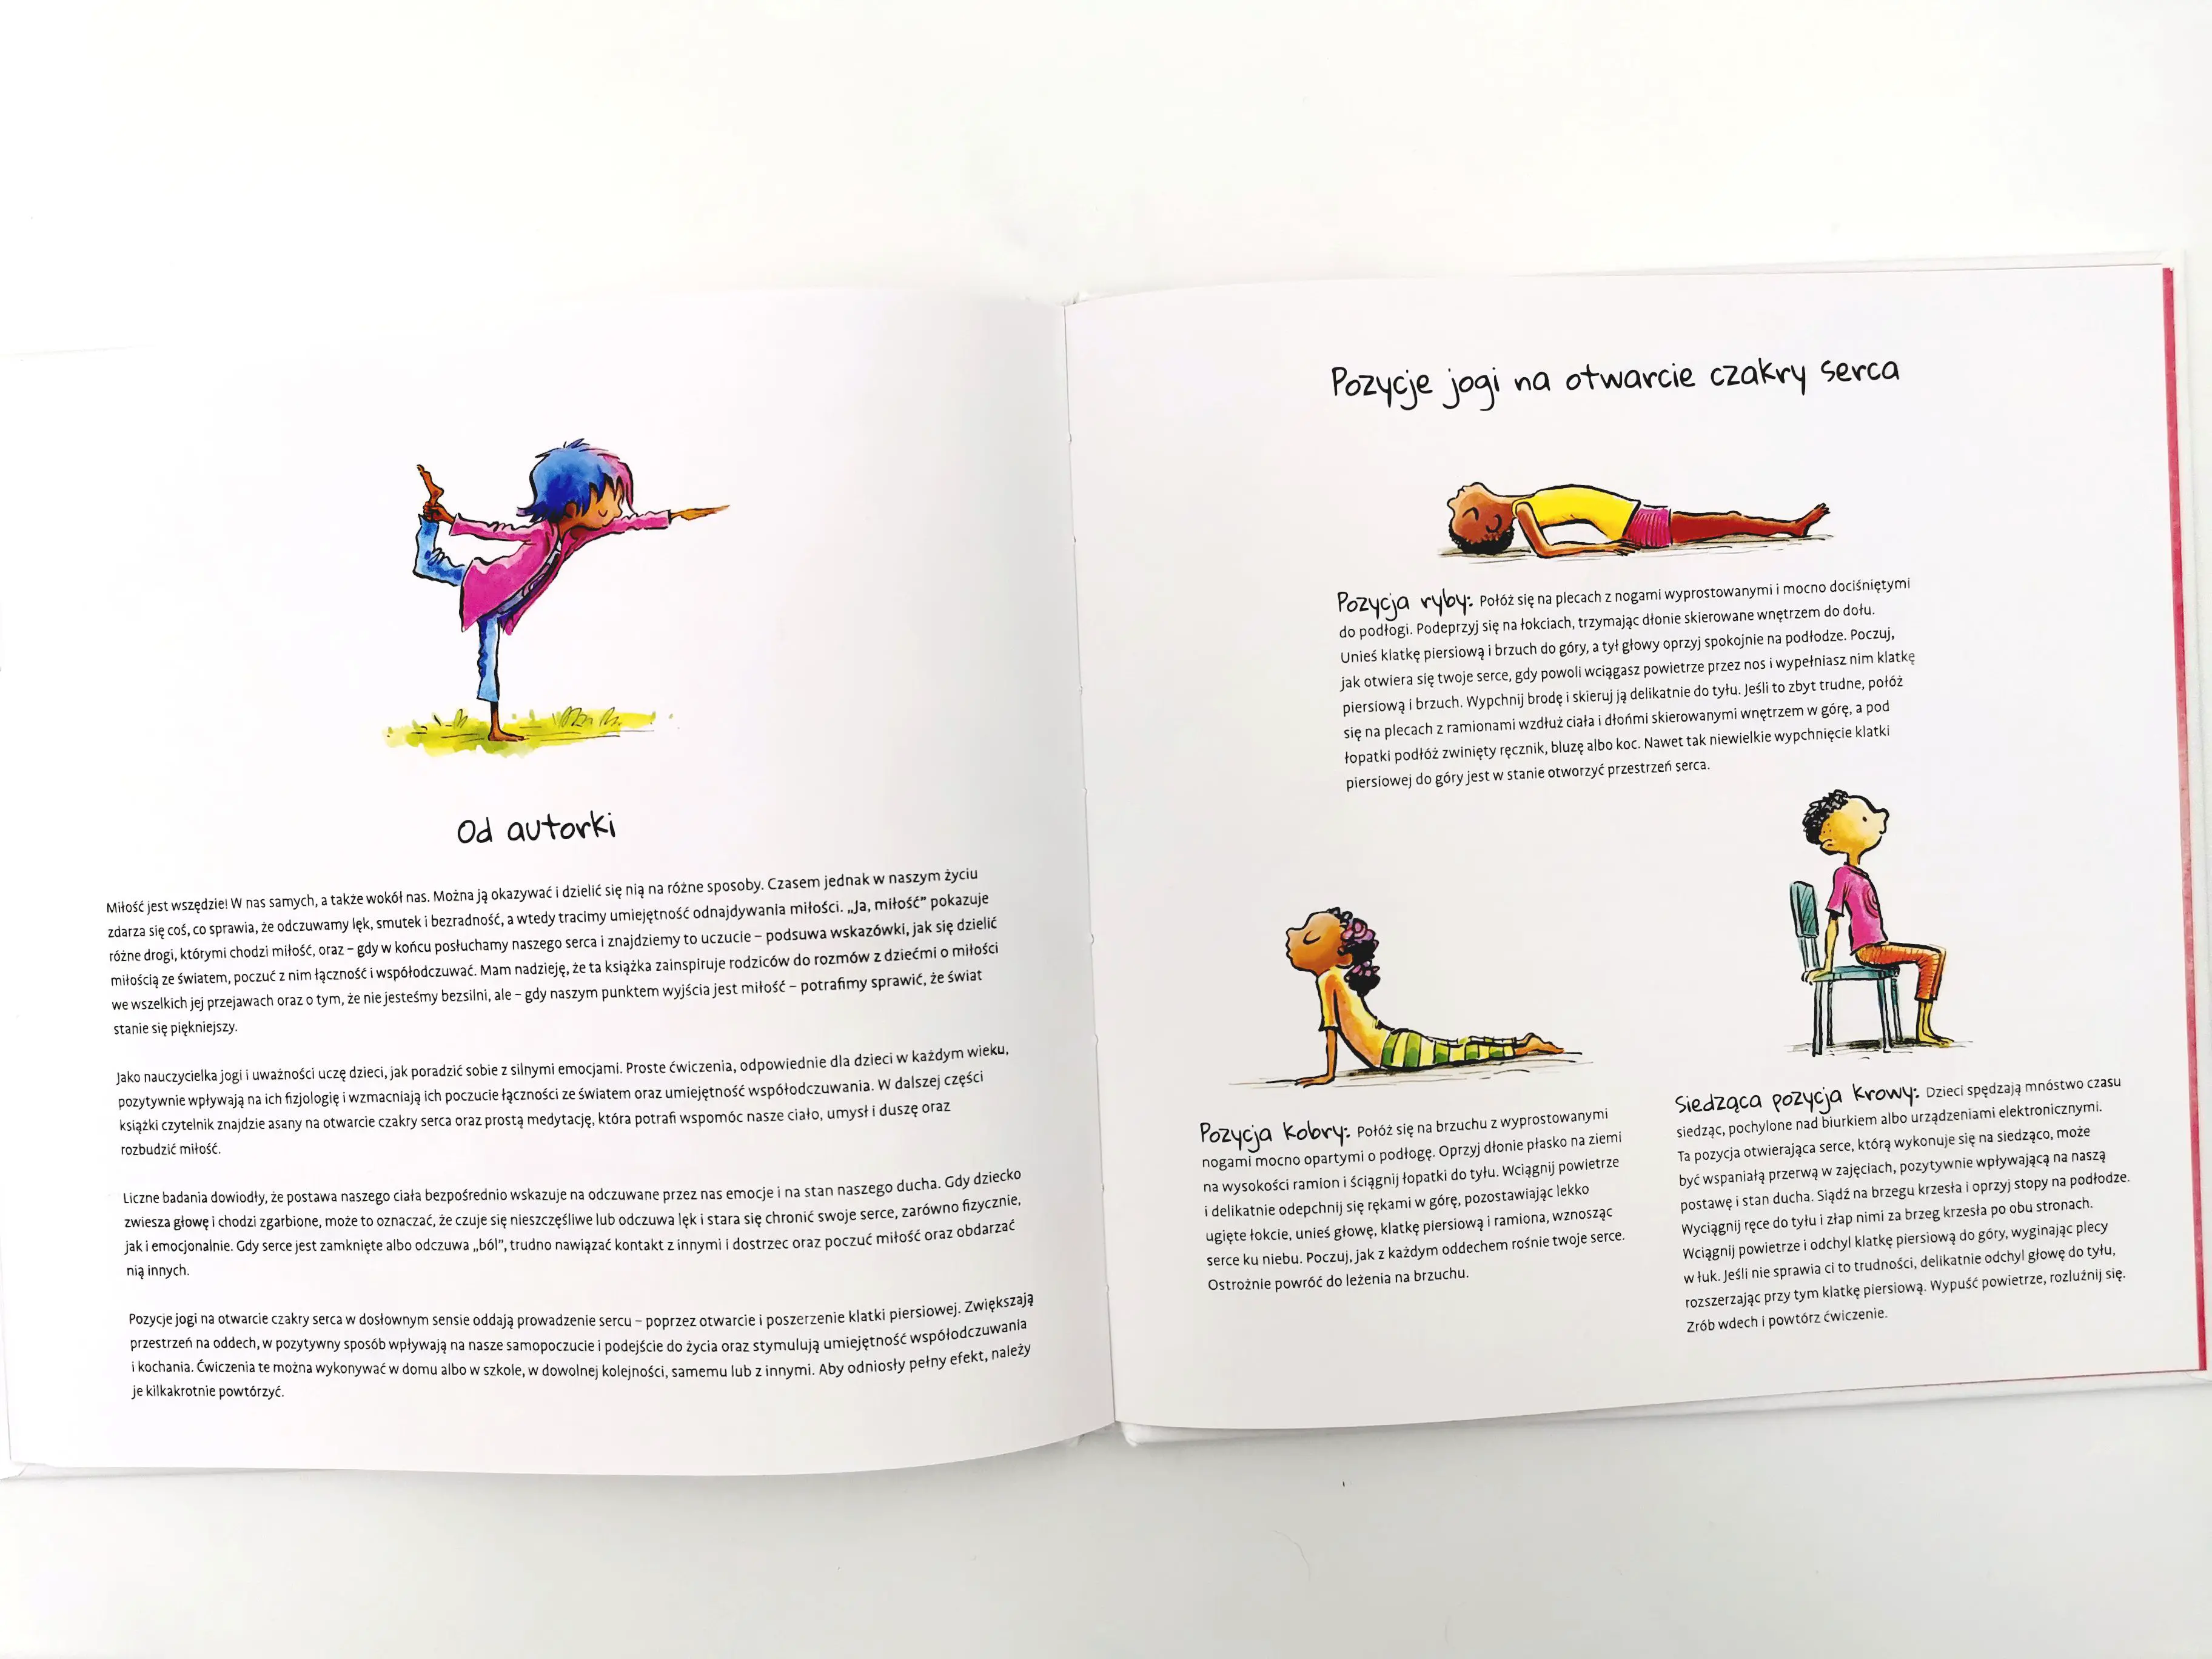 Od autorki
Miłość jest wszędzie! W nas samych, a także wokół nas. Można ją okazywać i dzielić się nią na różne sposoby. Czasem jednak w naszym życiu
zdarza się coś, co sprawia, że odczuwamy lęk, smutek i bezradność, a wtedy tracimy umiejętność odnajdywania miłości. „Ja, miłość” pokazuje
różne drogi, którymi chodzi miłość, oraz – gdy w końcu posłuchamy naszego serca i znajdziemy to uczucie – podsuwa wskazówki, jak się dzielić
miłością ze światem, poczuć z nim łączność i współodczuwać. Mam nadzieję, że ta książka zainspiruje rodziców do rozmów z dziećmi o miłości
we wszelkich jej przejawach oraz o tym, że nie jesteśmy bezsilni, ale – gdy naszym punktem wyjścia jest miłość – potrafimy sprawić, że świat
stanie się piękniejszy.
Jako nauczycielka jogi i uważności uczę dzieci, jak poradzić sobie z silnymi emocjami. Proste ćwiczenia, odpowiednie dla dzieci w każdym wieku,
pozytywnie wpływają na ich fizjologię i wzmacniają ich poczucie łączności ze światem oraz umiejętność współodczuwania. W dalszej części
książki czytelnik znajdzie asany na otwarcie czakry serca oraz prostą medytację, która potrafi wspomóc nasze ciało, umysł i duszę oraz
rozbudzić miłość.
Liczne badania dowiodły, że postawa naszego ciała bezpośrednio wskazuje na odczuwane przez nas emocje i na stan naszego ducha. Gdy dziecko
zwiesza głowę i chodzi zgarbione, może to oznaczać, że czuje się nieszczęśliwe lub odczuwa lęk i stara się chronić swoje serce, zarówno fizycznie,
jak i emocjonalnie. Gdy serce jest zamknięte albo odczuwa „ból”, trudno nawiązać kontakt z innymi i dostrzec oraz poczuć miłość oraz obdarzać
nią innych.
Pozycje jogi na otwarcie czakry serca w dosłownym sensie oddają prowadzenie sercu – poprzez otwarcie i poszerzenie klatki piersiowej. Zwiększają
przestrzeń na oddech, w pozytywny sposób wpływają na nasze samopoczucie i podejście do życia oraz stymulują umiejętność współodczuwania
i kochania. Ćwiczenia te można wykonywać w domu albo w szkole, w dowolnej kolejności, samemu lub z innymi. Aby odniosły pełny efekt, należy
je kilkakrotnie powtórzyć.
Pozycje jogi na otwarcie czakry serca
Pozycja ryby: Połóż się na plecach z nogami wyprostowanymi i mocno dociśniętymi
do podłogi. Podeprzyj się na łokciach, trzymając dłonie skierowane wnętrzem do dołu.
Unieś klatkę piersiową i brzuch do góry, a tył głowy oprzyj spokojnie na podłodze. Poczuj,
jak otwiera się twoje serce, gdy powoli wciągasz powietrze przez nos i wypełniasz nim klatkę
piersiową i brzuch. Wypchnij brodę i skieruj ją delikatnie do tyłu. Jeśli to zbyt trudne, połóż
się na plecach z ramionami wzdłuż ciała i dłońmi skierowanymi wnętrzem w górę, a pod
łopatki podłóż zwinięty ręcznik, bluzę albo koc. Nawet tak niewielkie wypchnięcie klatki
piersiowej do góry jest w stanie otworzyć przestrzeń serca.
Pozycja kobry: Połóż się na brzuchu z wyprostowanymi
nogami mocno opartymi o podłogę. Oprzyj dłonie płasko na ziemi
na wysokości ramion i ściągnij łopatki do tyłu. Wciągnij powietrze
i delikatnie odepchnij się rękami w górę, pozostawiając lekko
ugięte łokcie, unieś głowę, klatkę piersiową i ramiona, wznosząc
serce ku niebu. Poczuj, jak z każdym oddechem rośnie twoje serce.
Ostrożnie powróć do leżenia na brzuchu.
Siedząca pozycja krowy: Dzieci spędzają mnóstwo czasu
siedząc, pochylone nad biurkiem albo urządzeniami elektronicznymi.
Ta pozycja otwierająca serce, którą wykonuje się na siedząco, może
być wspaniałą przerwą w zajęciach, pozytywnie wpływającą na naszą
postawę i stan ducha. Siądź na brzegu krzesła i oprzyj stopy na podłodze.
Wyciągnij ręce do tyłu i złap nimi za brzeg krzesła po obu stronach.
Wciągnij powietrze i odchyl klatkę piersiową do góry, wyginając plecy
w łuk. Jeśli nie sprawia ci to trudności, delikatnie odchyl głowę do tyłu,
rozszerzając przy tym klatkę piersiową. Wypuść powietrze, rozluźnij się.
Zrób wdech i powtórz ćwiczenie.